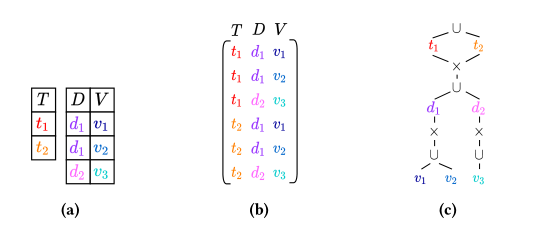 T
t₁
t₂
D V
d₁ v₁
d₁ v₂
d₂ v₃
(a)
T D V
t₁ d₁ v₁
t₁ d₁ v₂
t₁ d₂ v₃
t₂ d₁ v₁
t₂ d₁ v₂
t₂ d₂ v₃
(b)
∪
t₁ t₂
×
∪
d₁ d₂
× ×
∪ ∪
v₁ v₂ v₃
(c)